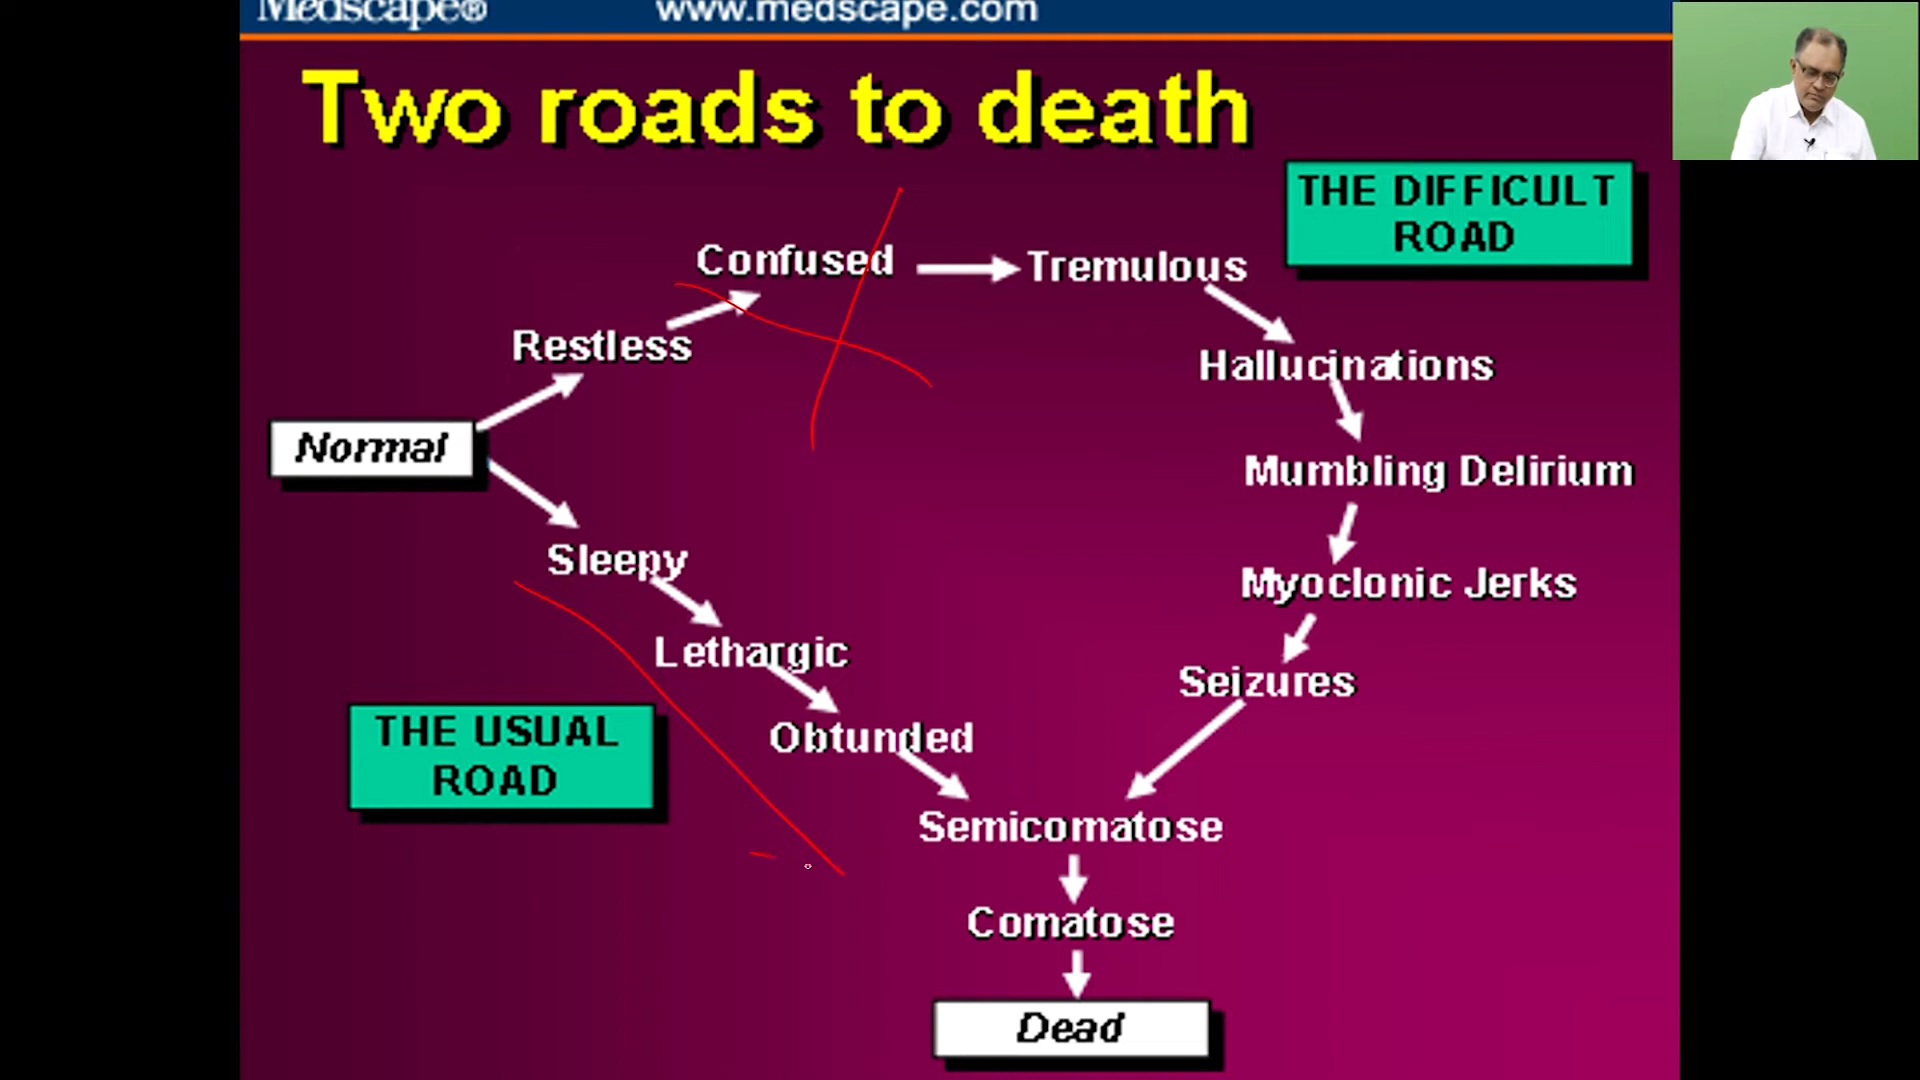 Medscape® www.medscape.com
Two roads to death
THE DIFFICULT
ROAD
Confused
Tremulous
Restless
Hallucinations
Normal
Mumbling Delirium
Sleepy
Myoclonic Jerks
Lethargic
Seizures
THE USUAL
ROAD
Obtunded
Semicomatose
Comatose
Dead